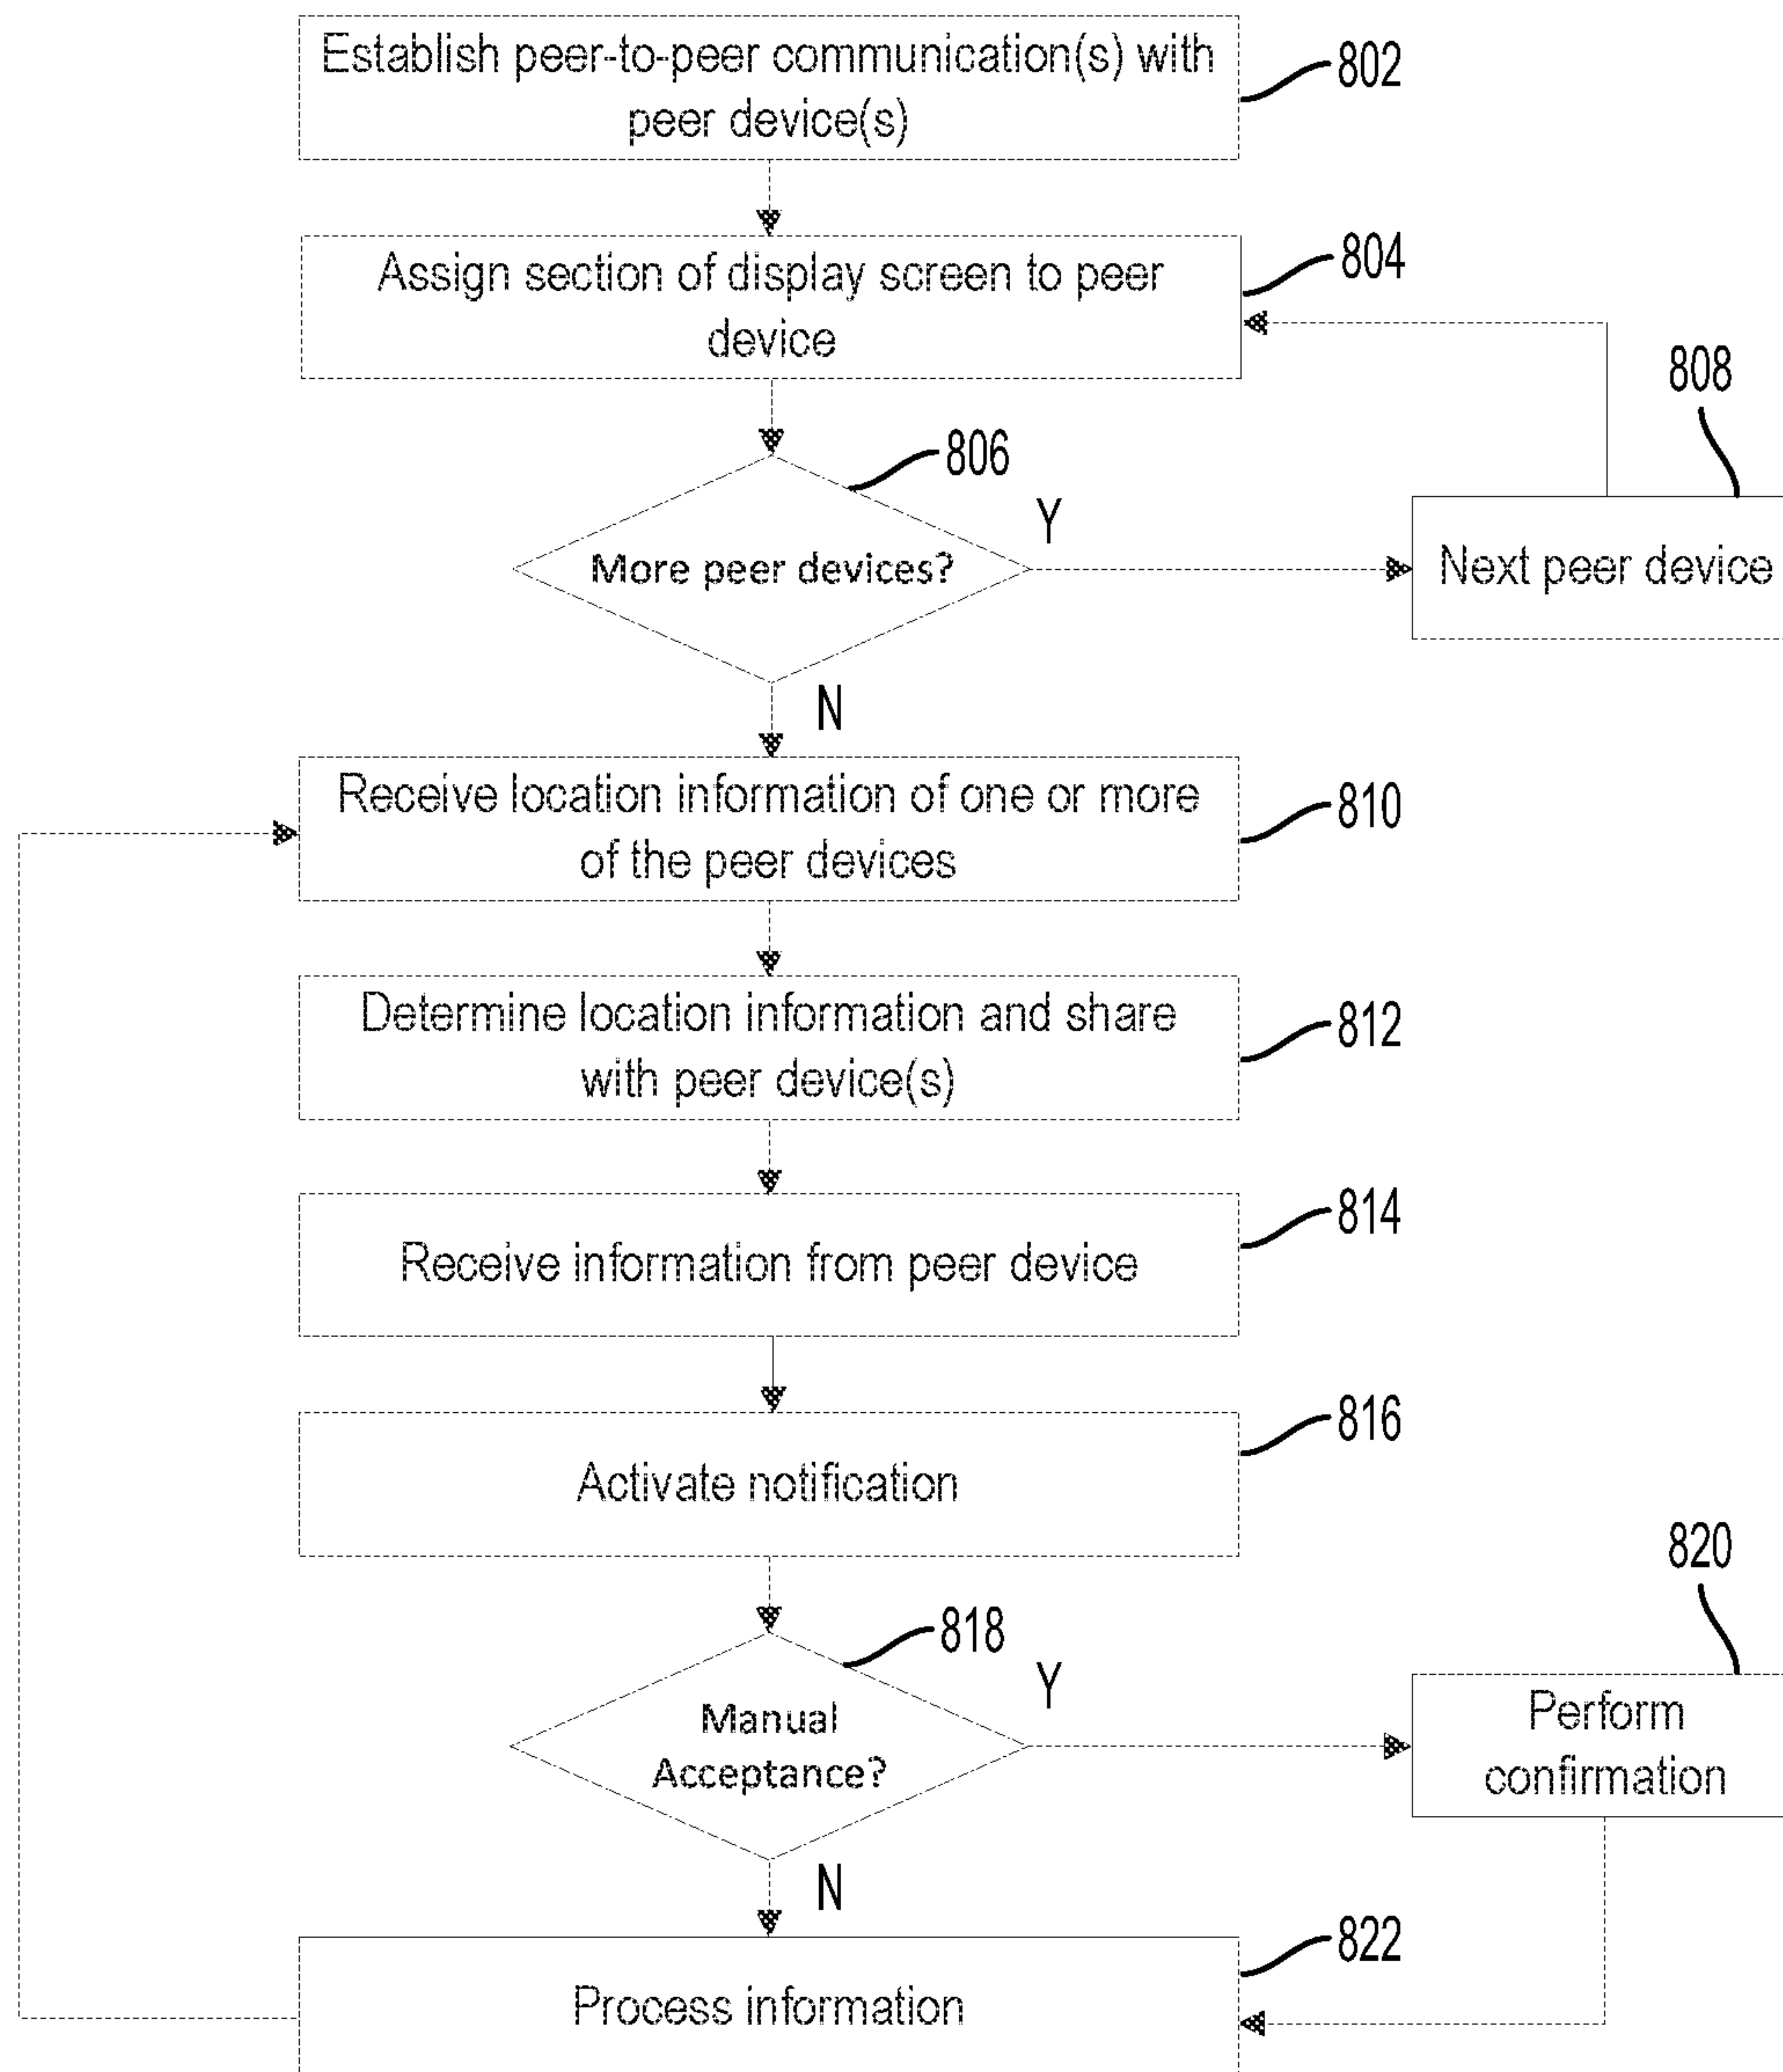 Establish peer-to-peer communication(s) with
peer device(s)
802
Assign section of display screen to peer
device
804
808
806
More peer devices?
Y
Next peer device
N
Receive location information of one or more
of the peer devices
810
Determine location information and share
with peer device(s)
812
Receive information from peer device
814
Activate notification
816
820
818
Manual
Acceptance?
Y
Perform
confirmation
N
Process information
822